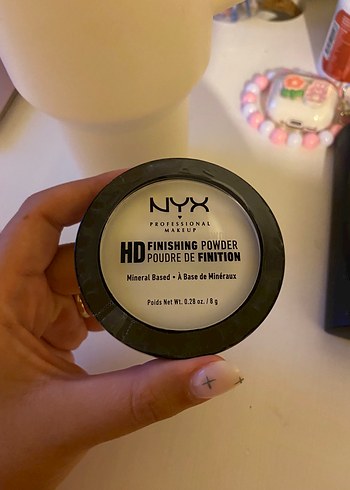 NYX
PROFESSIONAL
MAKEUP
HD FINISHING POWDER
POUDRE DE FINITION
Mineral Based • À Base de Minéraux
Poids Net Wt. 0.28 oz. / 8 g